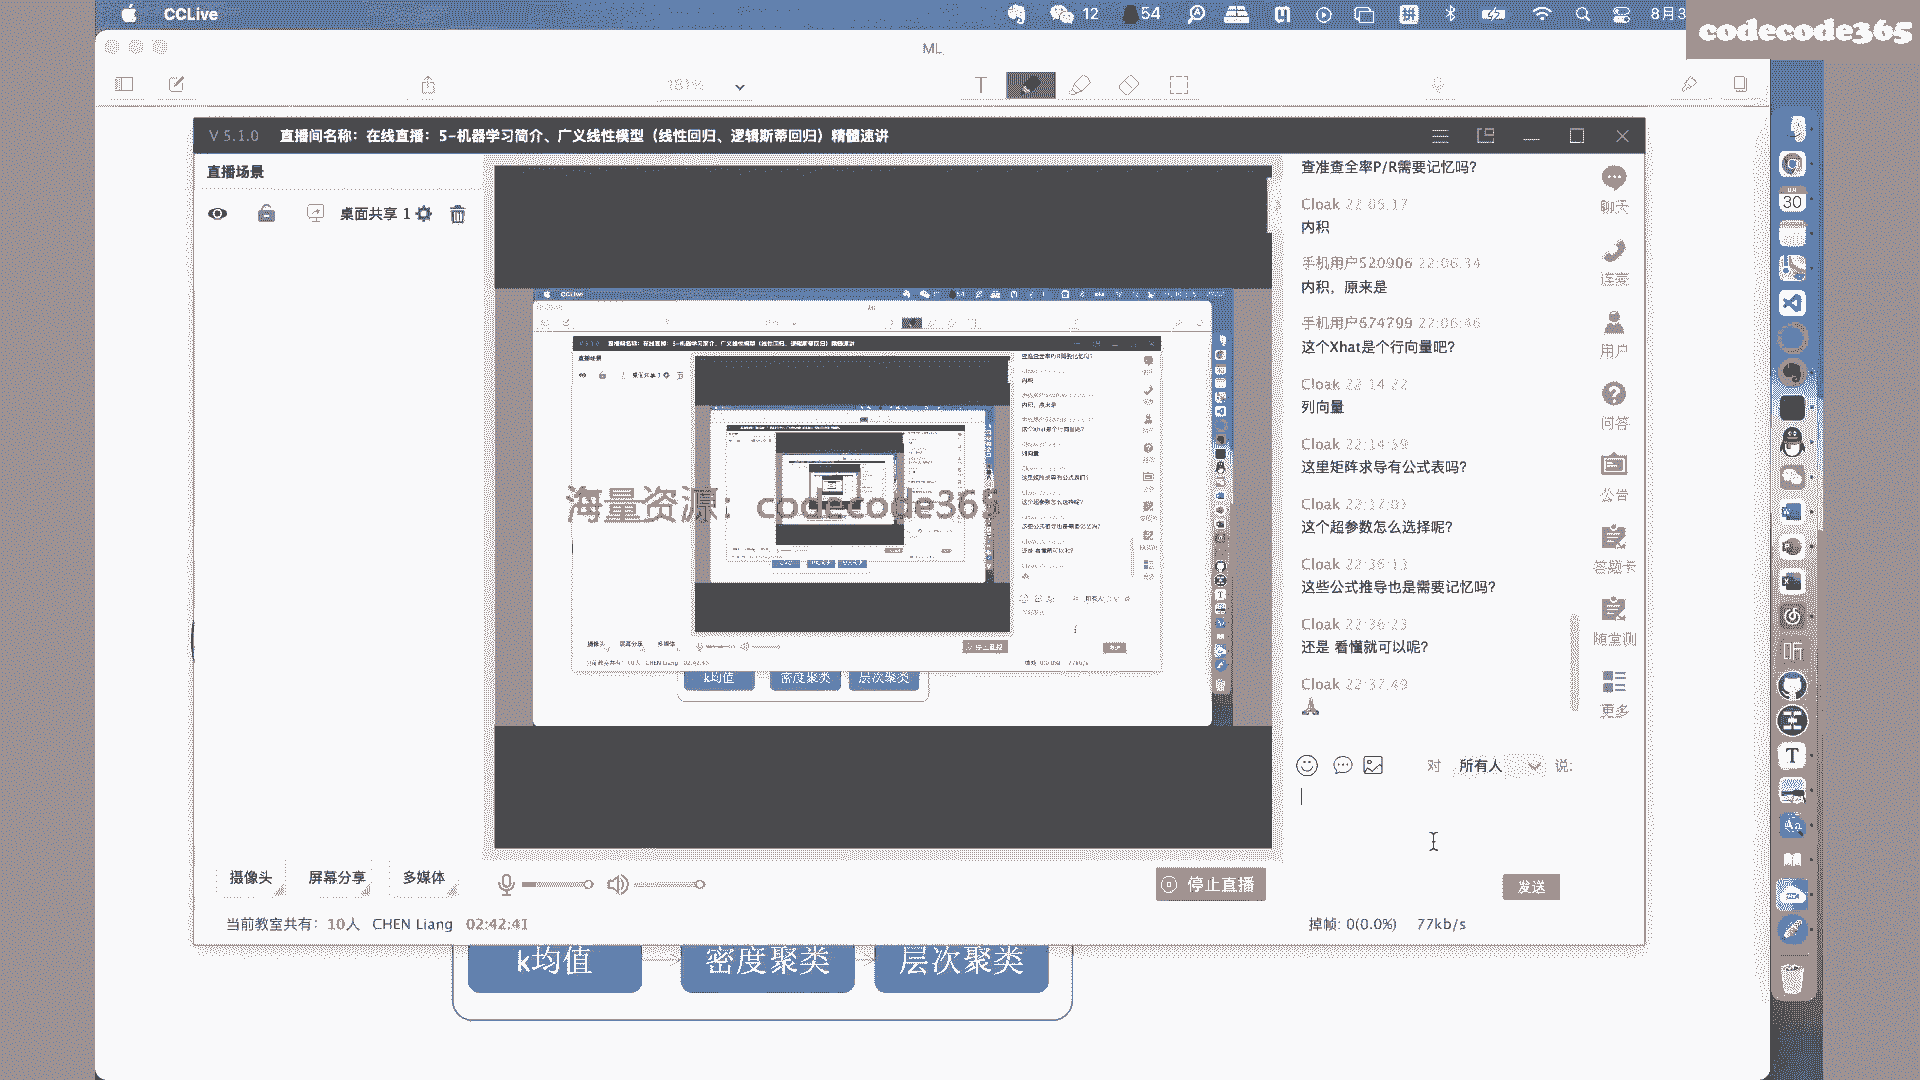 CCLive
12
54
8月3
codecode365
ML
181%
T
V 5.1.0
直播间名称：在线直播：5-机器学习简介、广义线性模型（线性回归、逻辑斯蒂回归）精髓速讲
直播场景
桌面共享 1
查准查全率P/R需要记忆吗?
Cloak 22:05:17
内积
手机用户520906 22:06:34
内积，原来是
手机用户674799 22:06:46
这个Xhat是个行向量吧?
Cloak 22:14:22
列向量
Cloak 22:14:59
这里矩阵求导有公式表吗?
Cloak 22:17:01
这个超参数怎么选择呢?
Cloak 22:36:13
这些公式推导也是需要记忆吗?
Cloak 22:36:23
还是 看懂就可以呢?
Cloak 22:37:49
聊天
连麦
用户
问答
公告
答题卡
随堂测
更多
30
听
T
海量资源：codecode365
k均值
密度聚类
层次聚类
对 所有人 说:
摄像头
屏幕分享
多媒体
停止直播
发送
当前教室共有：10人 CHEN Liang 02:42:41
掉帧: 0(0.0%) 77kb/s
k均值
密度聚类
层次聚类